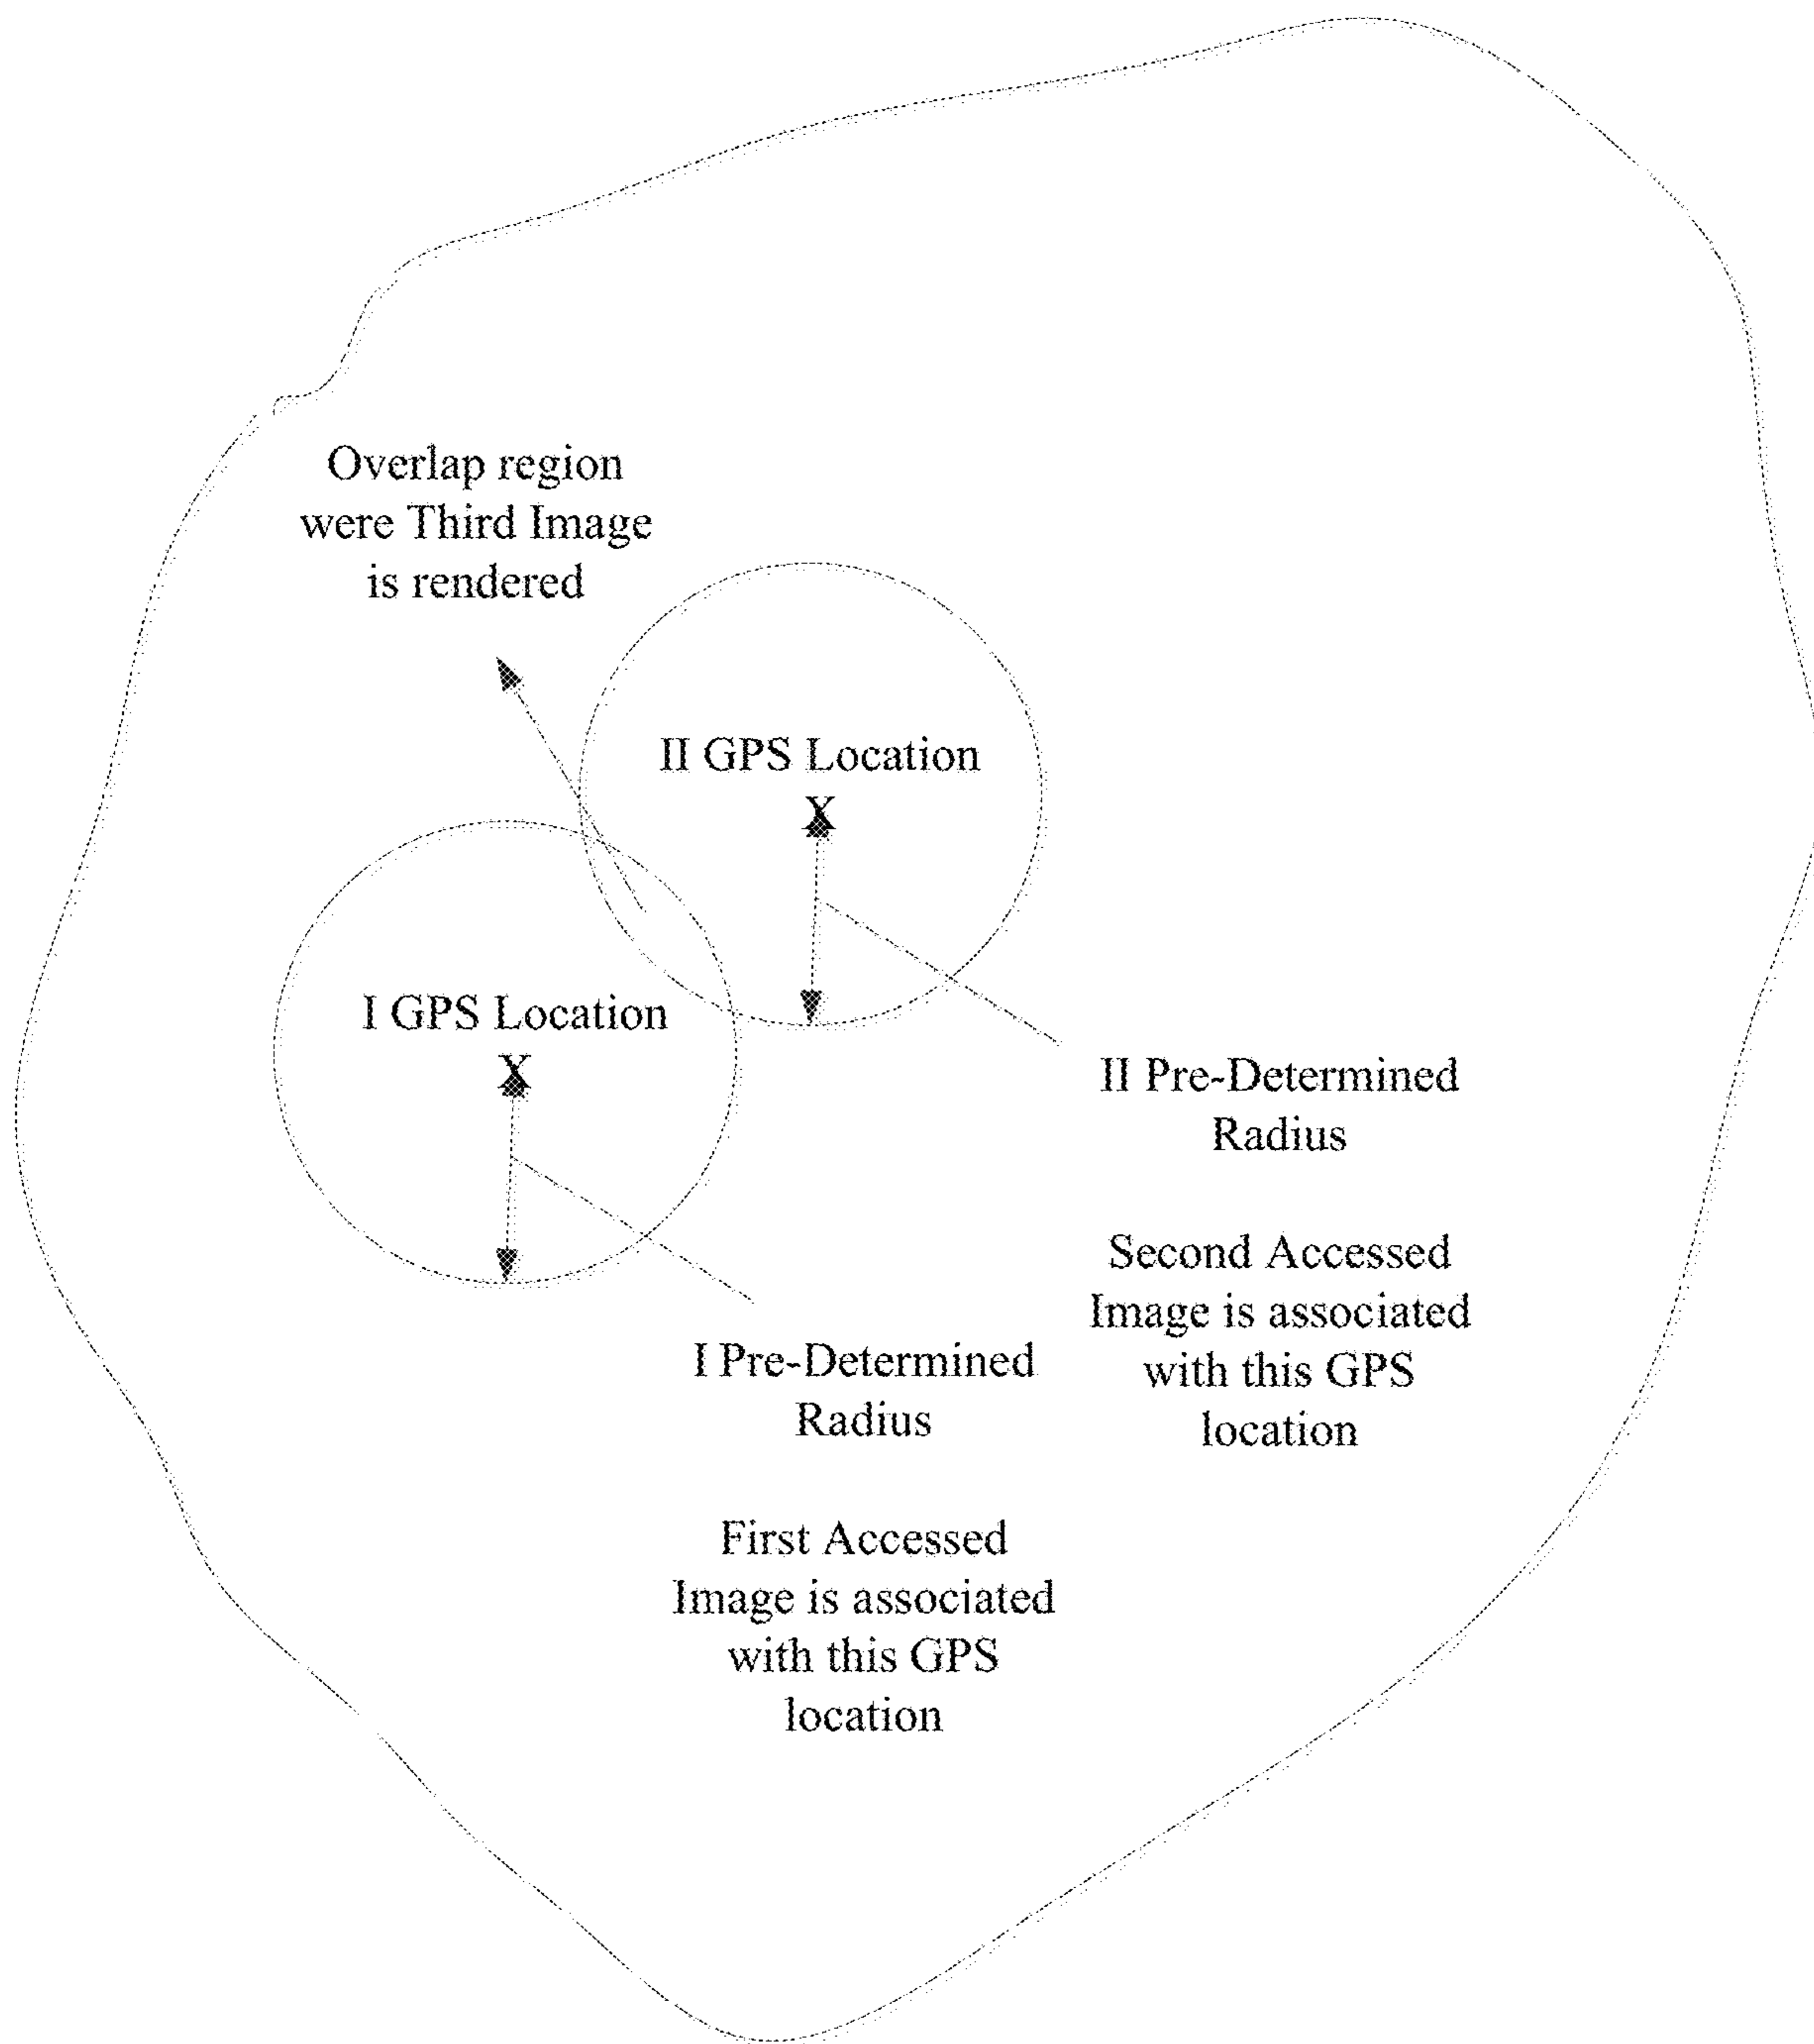 Overlap region
were Third Image
is rendered
II GPS Location
X
I GPS Location
X
II Pre-Determined
Radius
Second Accessed
Image is associated
with this GPS
location
I Pre-Determined
Radius
First Accessed
Image is associated
with this GPS
location